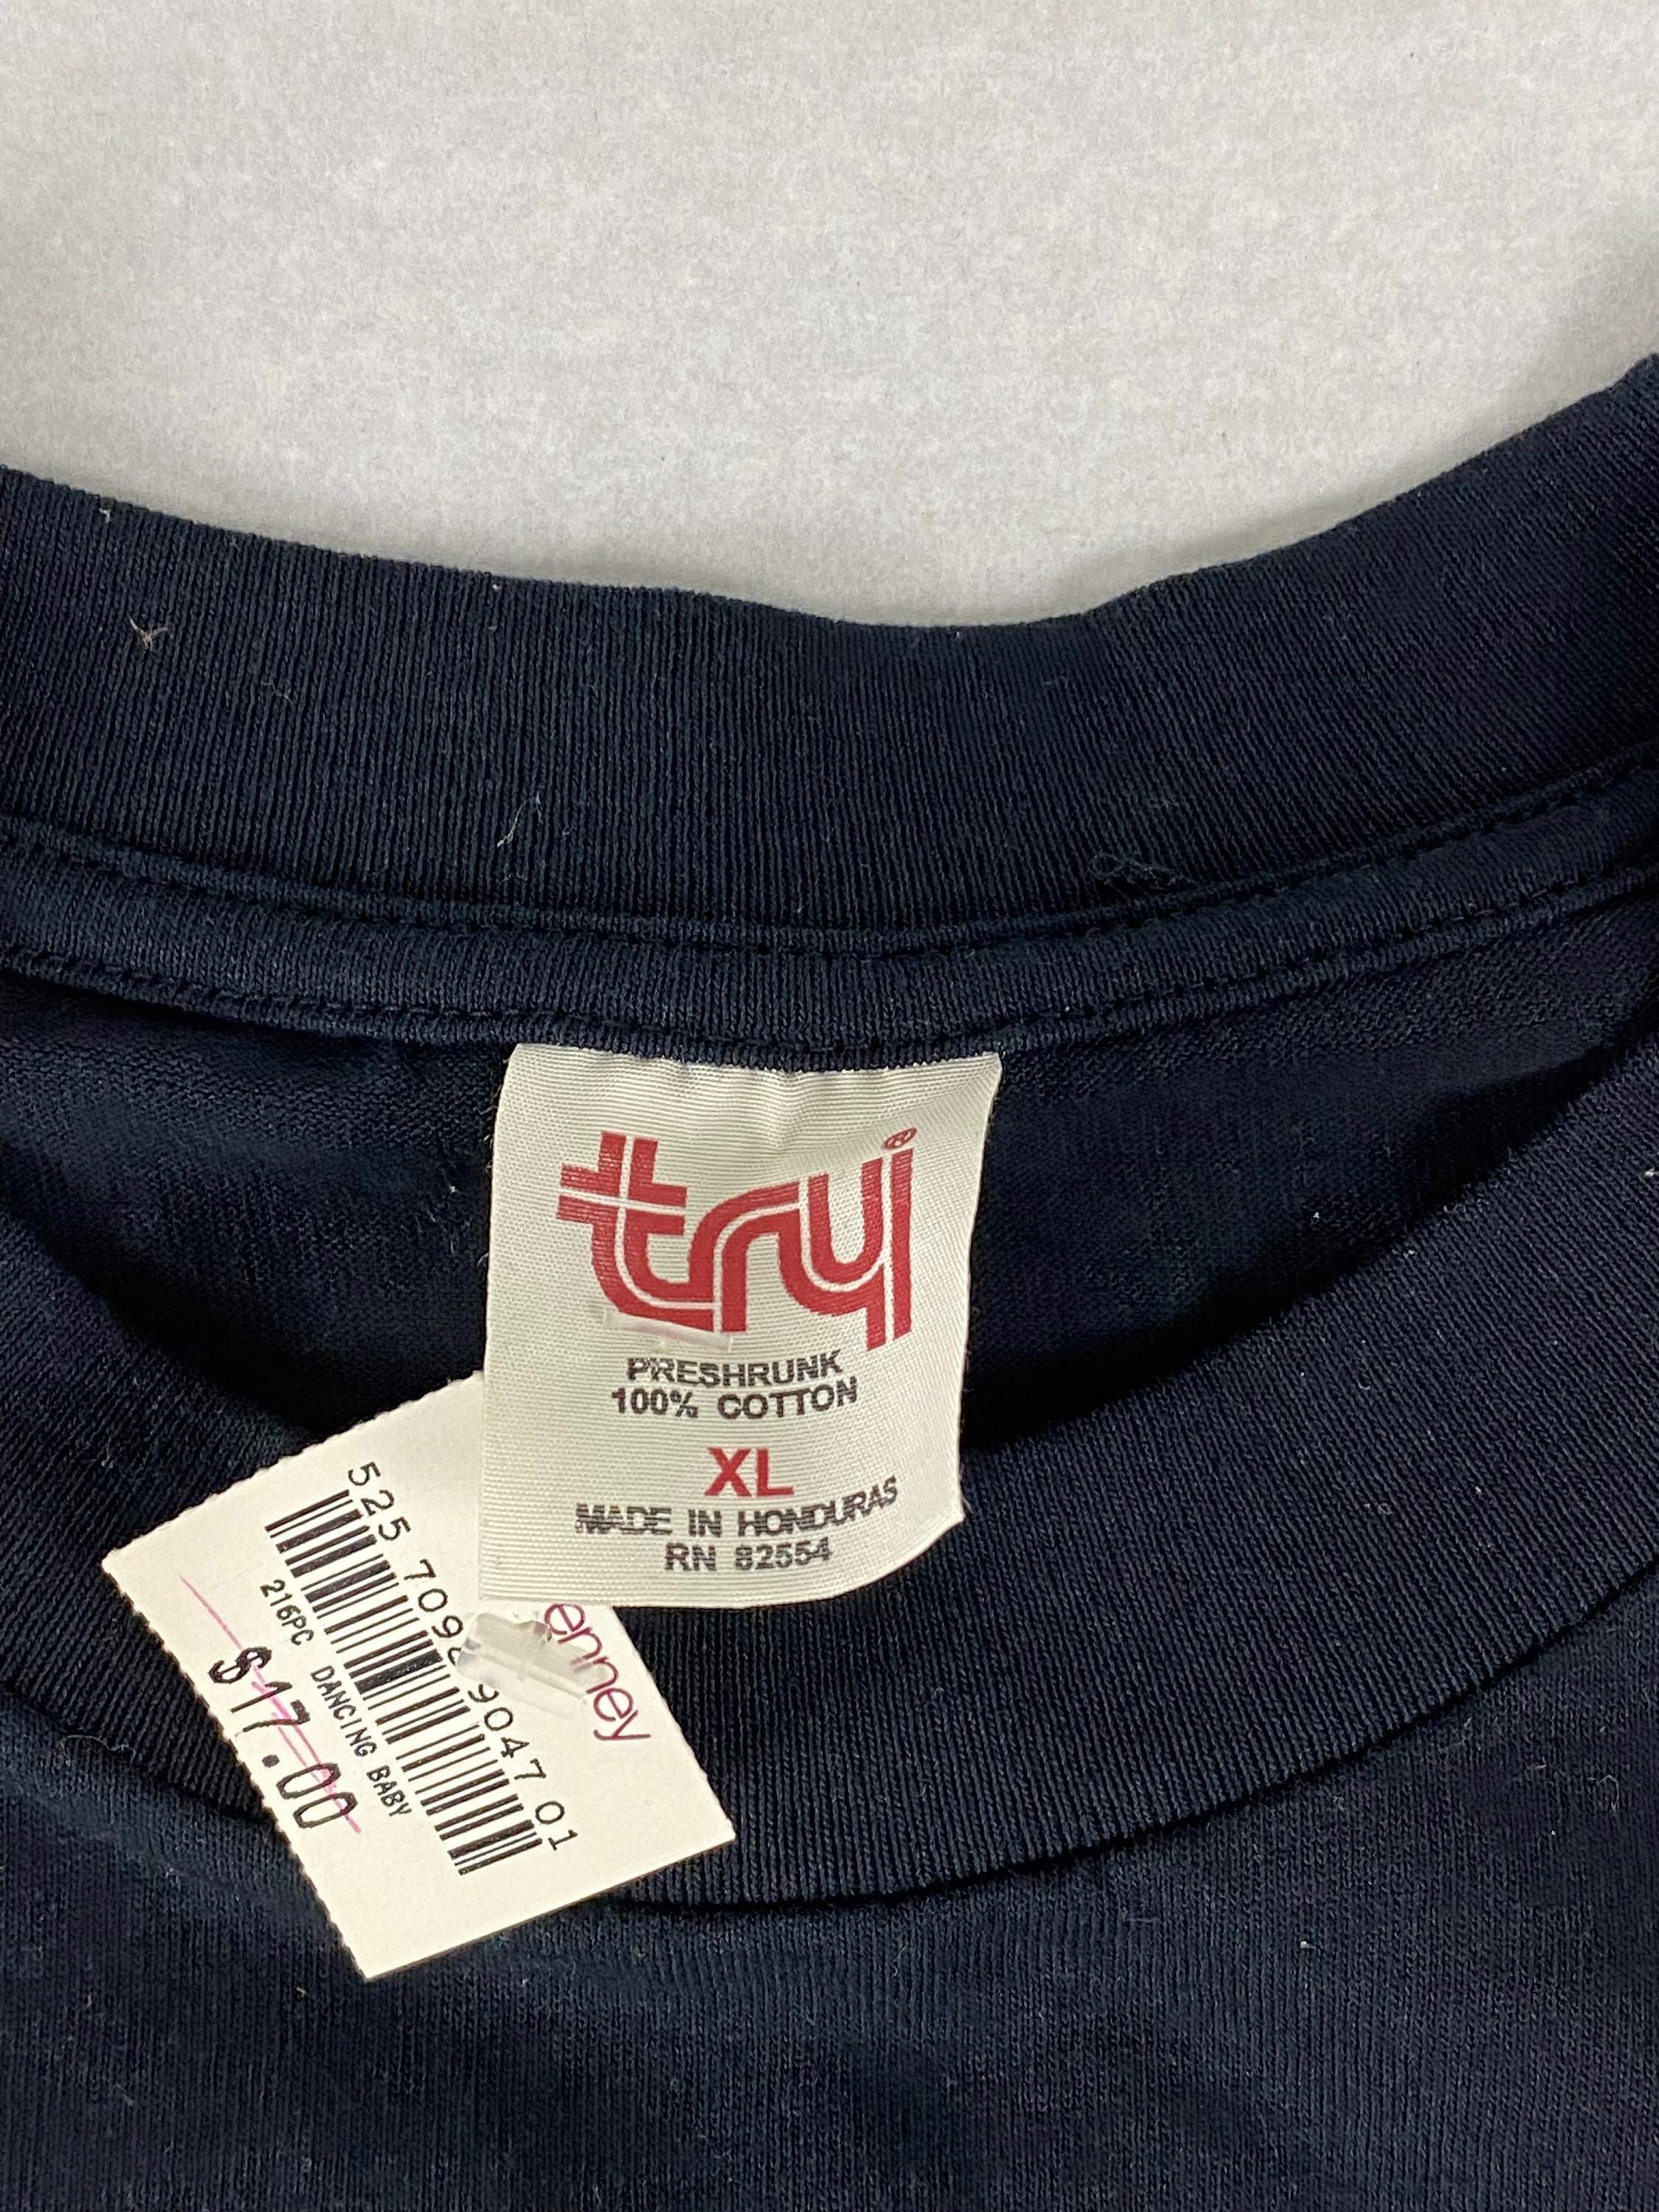 tryj®
PRESHRUNK
100% COTTON
XL
MADE IN HONDURAS
RN 82554
enney
525 709 9047 01
216PC DANCING BABY
$17.00